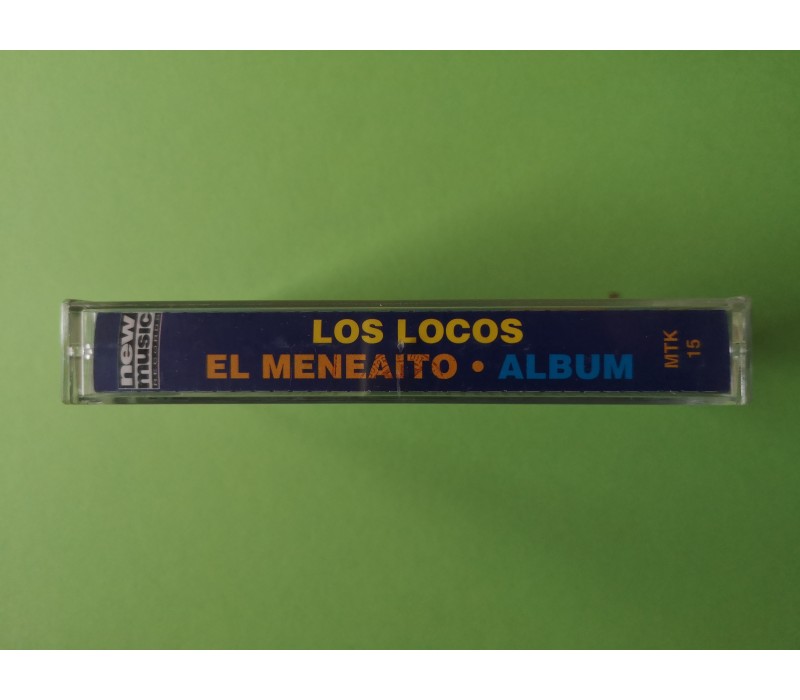 new
music
LOS LOCOS
EL MENEAITO • ALBUM
MTK
15